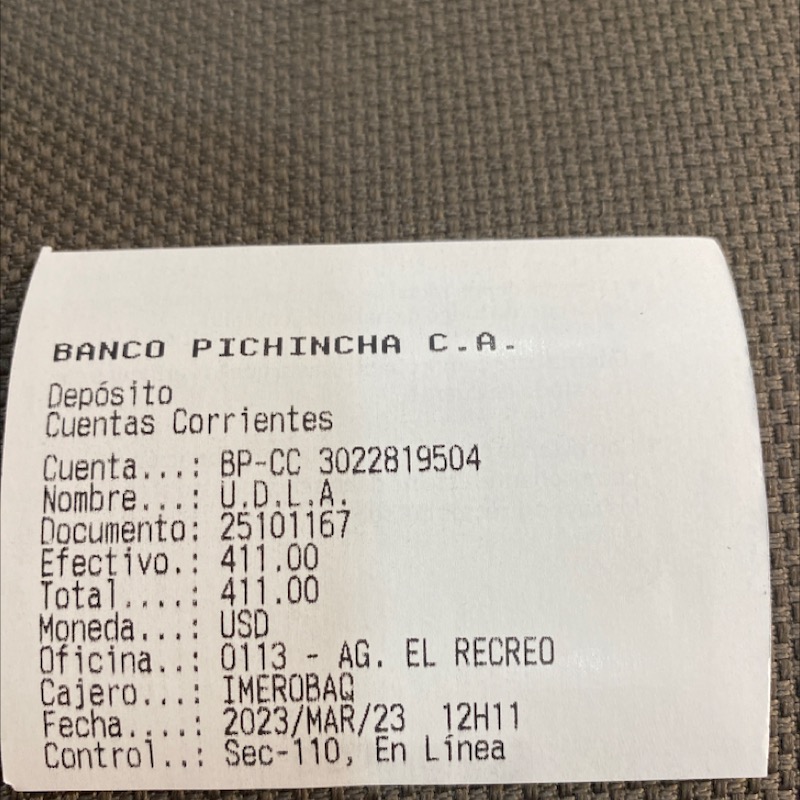 BANCO PICHINCHA C.A.
Depósito
Cuentas Corrientes
Cuenta...: BP-CC 3022819504
Nombre...: U.D.L.A.
Documento: 25101167
Efectivo.: 411.00
Total....: 411.00
Moneda...: USD
Oficina..: 0113 - AG. EL RECREO
Cajero...: IMEROBAQ
Fecha....: 2023/MAR/23 12H11
Control..: Sec-110, En Línea